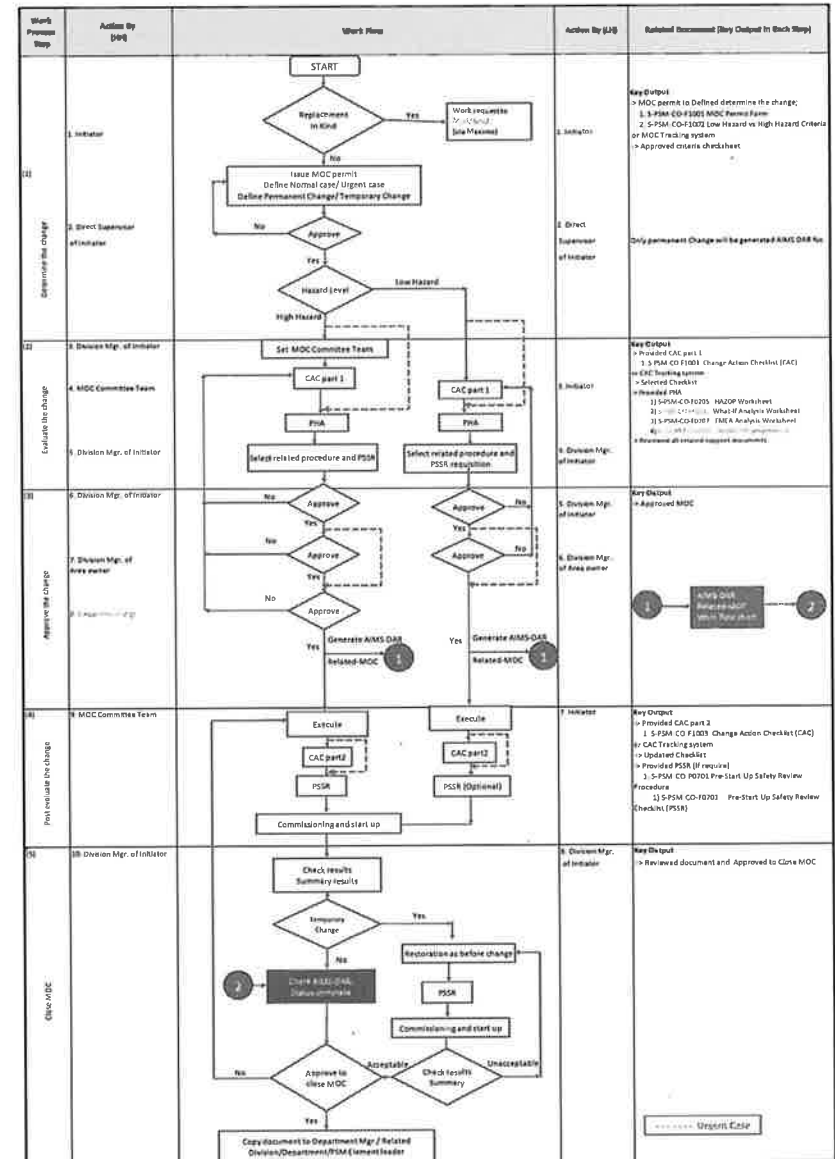 Work
Process
Step
Action By
(HH)
Work Flow
Action By (LH)
Related Document (Key Output in Each Step)
(1)
Determine the change
1. Initiator
2. Direct Supervisor
of Initiator
START
Replacement
In Kind
Yes
Work request to
(via Maximo)
No
Issue MOC permit
Define Normal case/ Urgent case
Define Permanent Change/ Temporary Change
No
Approve
Yes
Hazard Level
Low Hazard
High Hazard
1. Initiator
2. Direct
Supervisor
of Initiator
Key Output
-> MOC permit to Defined determine the change;
1. S-PSM-CO-F1001 MOC Permit Form
2. S-PSM-CO-F1002 Low Hazard vs High Hazard Criteria
or MOC Tracking system
-> Approved criteria checksheet
Only permanent Change will be generated AIMS DAR for
(2)
Evaluate the change
3. Division Mgr. of Initiator
4. MOC Committee Team
5. Division Mgr. of Initiator
Set MOC Commitee Team
CAC part 1
PHA
Select related procedure and PSSR
CAC part 1
PHA
Select related procedure and
PSSR requisition
3. Initiator
4. Division Mgr.
of Initiator
Key Output
-> Provided CAC part 1
1. S-PSM-CO-F1003 Change Action Checklist (CAC)
or CAC Tracking system
-> Selected Checklist
-> Provided PHA
1) S-PSM-CO-F0205 HAZOP Worksheet
What-If Analysis Worksheet
3) S-PSM-CO-F0207 FMEA Analysis Worksheet
-> Reviewed all related support documents
(3)
Approve the change
6. Division Mgr. of Initiator
7. Division Mgr. of
Area owner
No
Approve
Yes
No
Approve
Yes
No
Approve
Yes
Generate AIMS-DAR
Related-MOC
1
Approve
No
Yes
Approve
No
Yes
Generate AIMS-DAR
Related-MOC
1
5. Division Mgr.
of Initiator
6. Division Mgr.
of Area owner
Key Output
-> Approved MOC
1
AIMS-DAR
Related-MOC
Work flow chart
2
(4)
Post evaluate the change
9. MOC Committee Team
Execute
CAC part2
PSSR
Commissioning and start up
Execute
CAC part2
PSSR (Optional)
7. Initiator
Key Output
-> Provided CAC part 2
1. S-PSM-CO-F1003 Change Action Checklist (CAC)
or CAC Tracking system
-> Updated Checklist
-> Provided PSSR (If require)
1. S-PSM-CO-P0701 Pre-Start Up Safety Review
Procedure
1) S-PSM-CO-F0703 Pre-Start Up Safety Review
Checklist (PSSR)
(5)
Close MOC
10. Division Mgr. of Initiator
Check results
Summary results
Temporary
Change
Yes
No
Restoration as before change
2
Check AIMS-DAR
Status complete
PSSR
Commissioning and start up
No
Approve to
close MOC
Acceptable
Check results
Summary
Unacceptable
Yes
Copy document to Department Mgr./ Related
Division/Department/PSM Element leader
8. Division Mgr.
of Initiator
Key Output
-> Reviewed document and Approved to Close MOC
Urgent Case